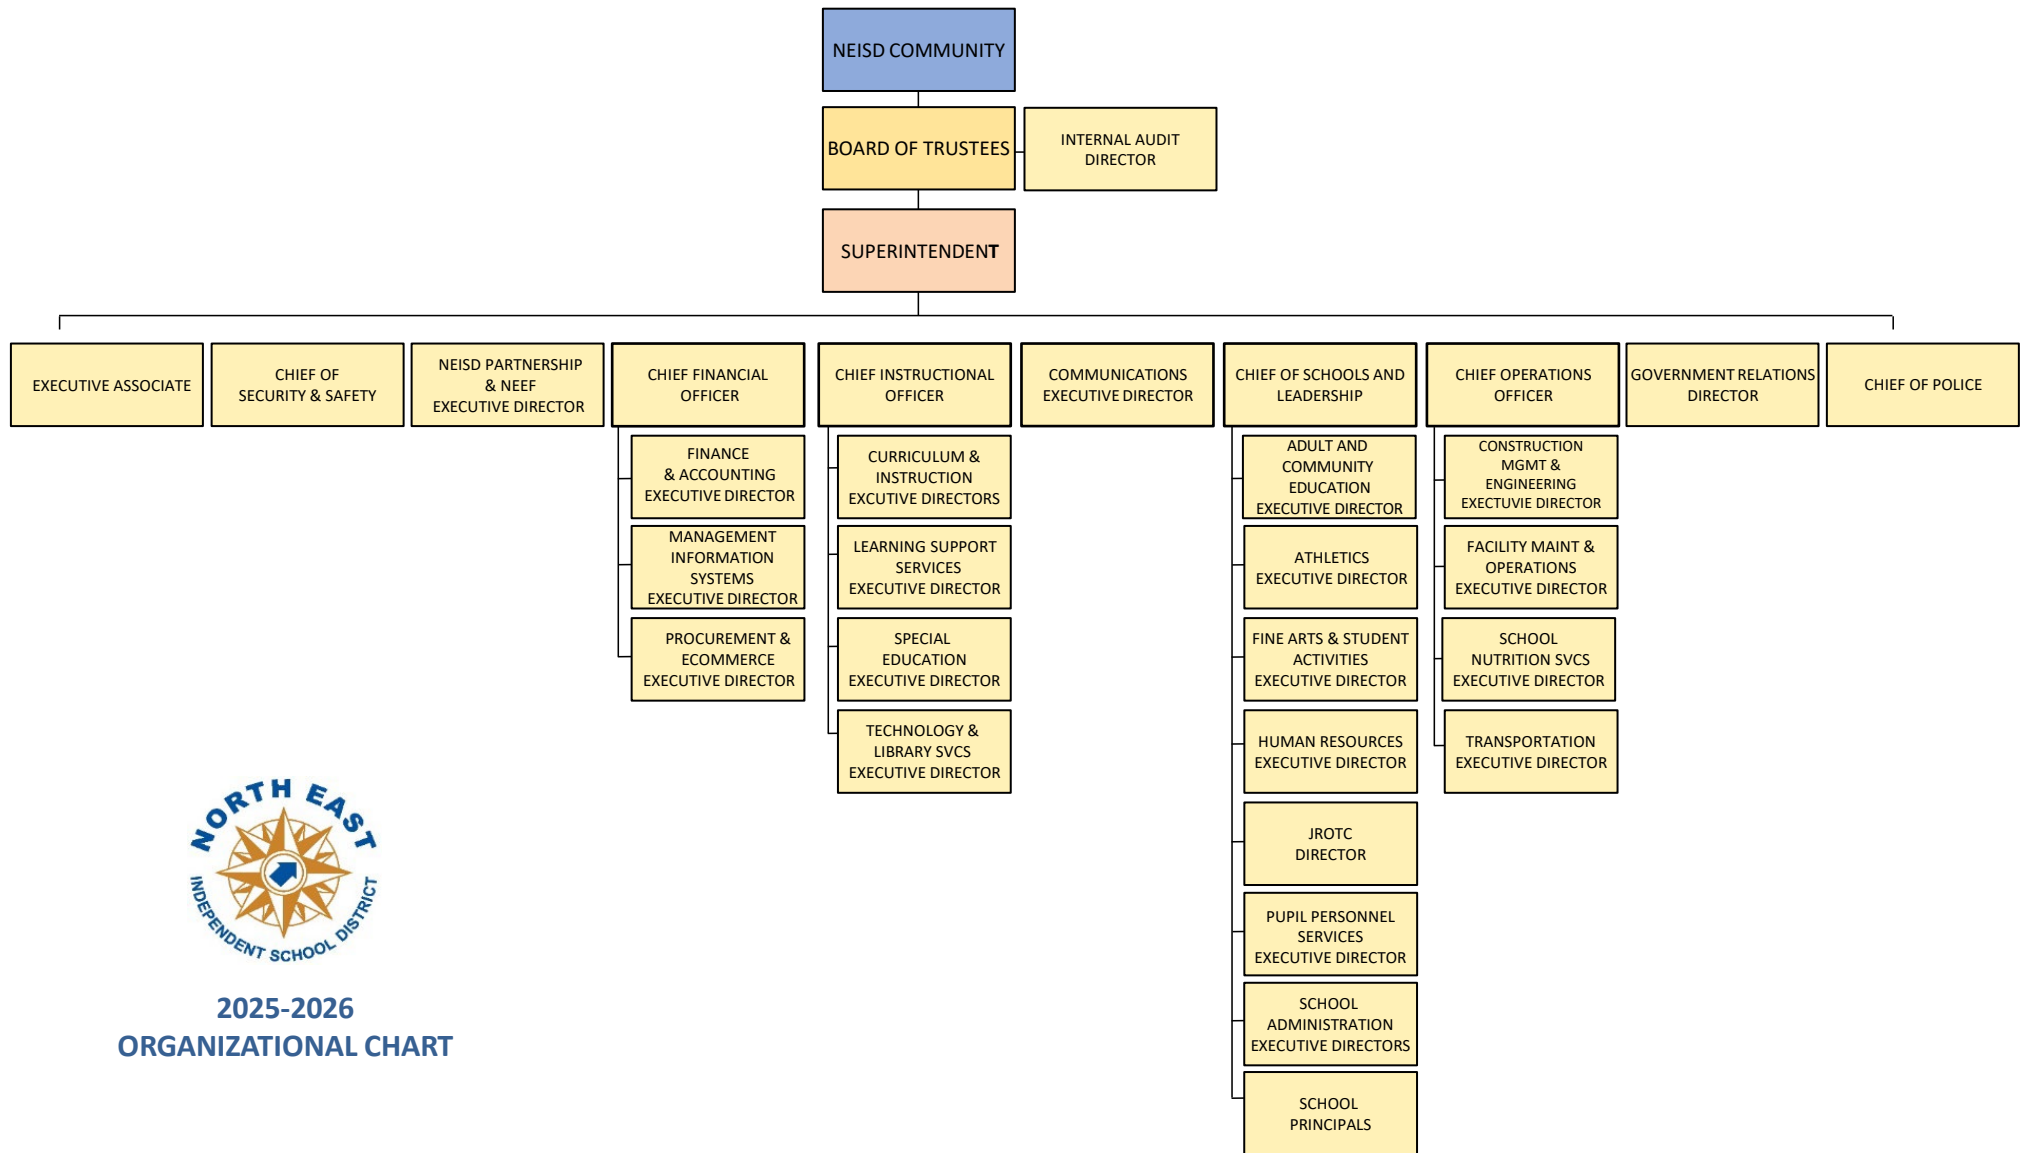 NEISD COMMUNITY
BOARD OF TRUSTEES
INTERNAL AUDIT
DIRECTOR
SUPERINTENDENT
EXECUTIVE ASSOCIATE
CHIEF OF
SECURITY & SAFETY
NEISD PARTNERSHIP
& NEEF
EXECUTIVE DIRECTOR
CHIEF FINANCIAL
OFFICER
CHIEF INSTRUCTIONAL
OFFICER
COMMUNICATIONS
EXECUTIVE DIRECTOR
CHIEF OF SCHOOLS AND
LEADERSHIP
CHIEF OPERATIONS
OFFICER
GOVERNMENT RELATIONS
DIRECTOR
CHIEF OF POLICE
FINANCE
& ACCOUNTING
EXECUTIVE DIRECTOR
MANAGEMENT
INFORMATION
SYSTEMS
EXECUTIVE DIRECTOR
PROCUREMENT &
ECOMMERCE
EXECUTIVE DIRECTOR
CURRICULUM &
INSTRUCTION
EXCUTIVE DIRECTORS
LEARNING SUPPORT
SERVICES
EXECUTIVE DIRECTOR
SPECIAL
EDUCATION
EXECUTIVE DIRECTOR
TECHNOLOGY &
LIBRARY SVCS
EXECUTIVE DIRECTOR
ADULT AND
COMMUNITY
EDUCATION
EXECUTIVE DIRECTOR
ATHLETICS
EXECUTIVE DIRECTOR
FINE ARTS & STUDENT
ACTIVITIES
EXECUTIVE DIRECTOR
HUMAN RESOURCES
EXECUTIVE DIRECTOR
JROTC
DIRECTOR
PUPIL PERSONNEL
SERVICES
EXECUTIVE DIRECTOR
SCHOOL
ADMINISTRATION
EXECUTIVE DIRECTORS
SCHOOL
PRINCIPALS
CONSTRUCTION
MGMT &
ENGINEERING
EXECTUVIE DIRECTOR
FACILITY MAINT &
OPERATIONS
EXECUTIVE DIRECTOR
SCHOOL
NUTRITION SVCS
EXECUTIVE DIRECTOR
TRANSPORTATION
EXECUTIVE DIRECTOR
NORTH EAST
INDEPENDENT SCHOOL DISTRICT
2025-2026
ORGANIZATIONAL CHART